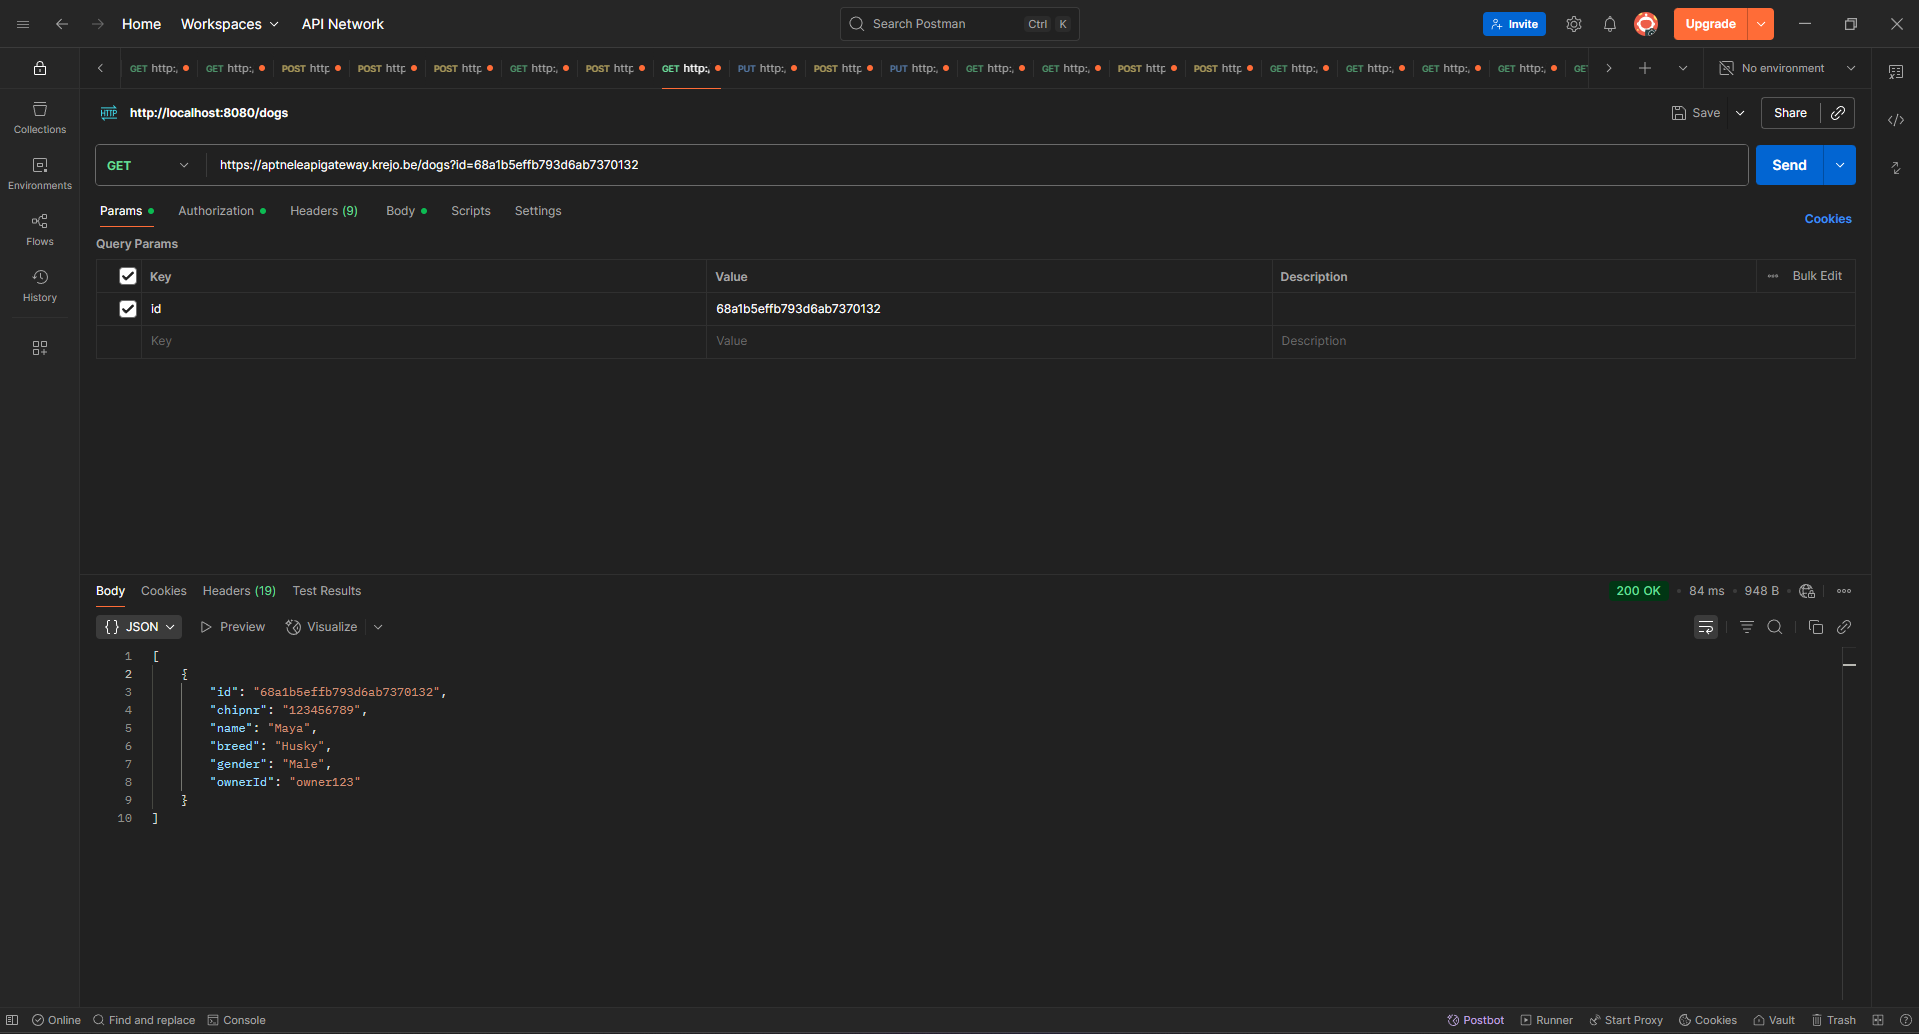 Home Workspaces API Network Search Postman Ctrl K Invite Upgrade
GET http:, GET http:, POST http POST http POST http GET http:, POST http GET http:, PUT http:, POST http PUT http:, GET http:, GET http:, POST http POST http GET http:, GET http:, GET http:, GET http:, GE No environment
HTTP http://localhost:8080/dogs Save Share
GET https://aptneleapigateway.krejo.be/dogs?id=68a1b5effb793d6ab7370132 Send
Params Authorization Headers (9) Body Scripts Settings Cookies
Query Params
Key Value Description Bulk Edit
id 68a1b5effb793d6ab7370132
Key Value Description
Collections
Environments
Flows
History
Body Cookies Headers (19) Test Results 200 OK 84 ms 948 B
{} JSON Preview Visualize
1 [
2 {
3 "id": "68a1b5effb793d6ab7370132",
4 "chipnr": "123456789",
5 "name": "Maya",
6 "breed": "Husky",
7 "gender": "Male",
8 "ownerId": "owner123"
9 }
10 ]
Online Find and replace Console Postbot Runner Start Proxy Cookies Vault Trash